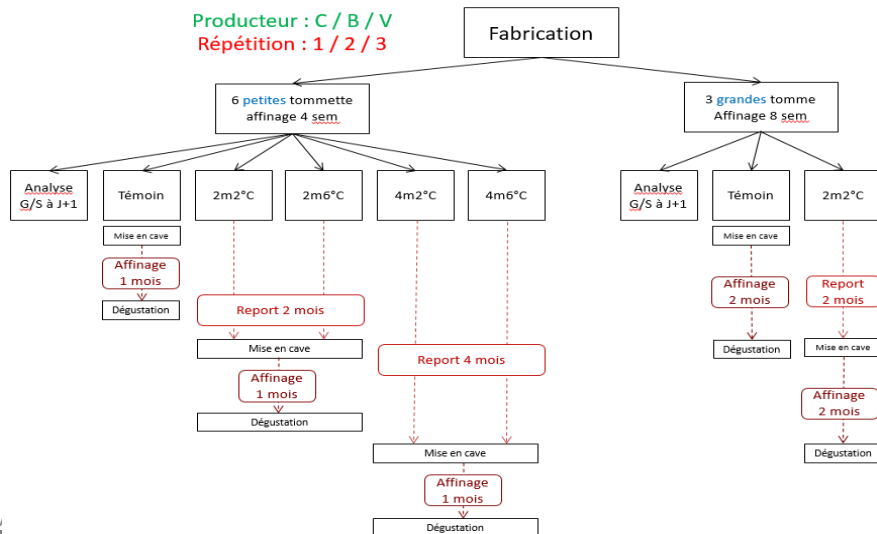 Producteur : C / B / V
Répétition : 1 / 2 / 3
Fabrication
6 petites tommette
affinage 4 sem
3 grandes tomme
Affinage 8 sem
Analyse
G/S à J+1
Témoin
2m2°C
2m6°C
4m2°C
4m6°C
Analyse
G/S à J+1
Témoin
2m2°C
Mise en cave
Affinage
1 mois
Dégustation
Report 2 mois
Mise en cave
Affinage
1 mois
Dégustation
Report 4 mois
Mise en cave
Affinage
1 mois
Dégustation
Mise en cave
Affinage
2 mois
Dégustation
Report
2 mois
Mise en cave
Affinage
2 mois
Dégustation